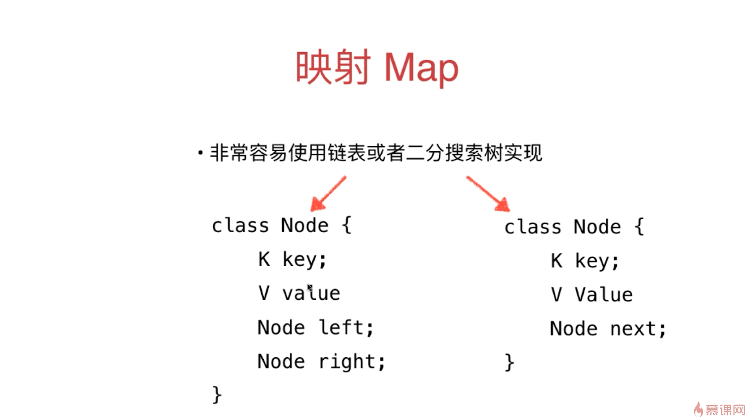 映射 Map
• 非常容易使用链表或者二分搜索树实现
class Node {
K key;
V value
Node left;
Node right;
}
class Node {
K key;
V Value
Node next;
}
慕课网